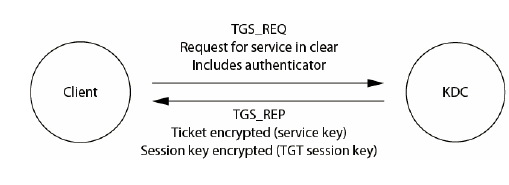 TGS_REQ
Request for service in clear
Includes authenticator
Client
KDC
TGS_REP
Ticket encrypted (service key)
Session key encrypted (TGT session key)